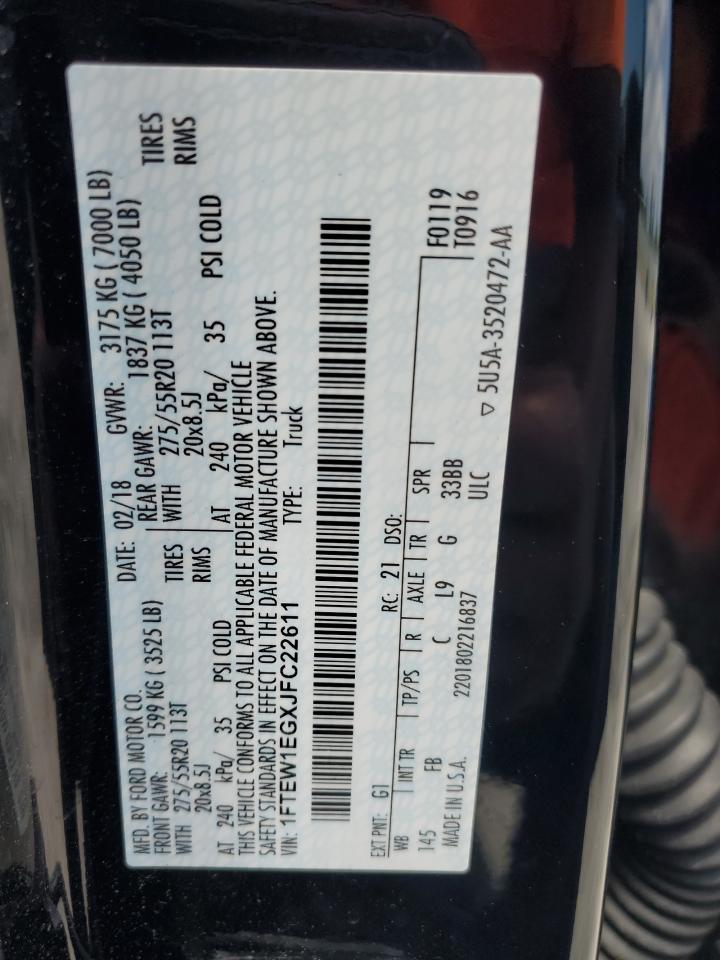 MFD. BY FORD MOTOR CO. DATE: 02/18 GVWR: 3175 KG ( 7000 LB)
FRONT GAWR: 1599 KG ( 3525 LB) REAR GAWR: 1837 KG ( 4050 LB)
WITH 275/55R20 113T TIRES WITH 275/55R20 113T TIRES
20x8.5J RIMS 20x8.5J RIMS
AT 240 kPa/ 35 PSI COLD AT 240 kPa/ 35 PSI COLD
THIS VEHICLE CONFORMS TO ALL APPLICABLE FEDERAL MOTOR VEHICLE
SAFETY STANDARDS IN EFFECT ON THE DATE OF MANUFACTURE SHOWN ABOVE.
VIN: 1FTEW1EGXJFC22611 TYPE: Truck
EXT PNT: G1 RC: 21 DSO:
WB INT TR TP/PS R AXLE TR SPR F0119
145 FB C L9 G 33BB T0916
MADE IN U.S.A. 2201802216837 ULC ▽ 5U5A-3520472-AA